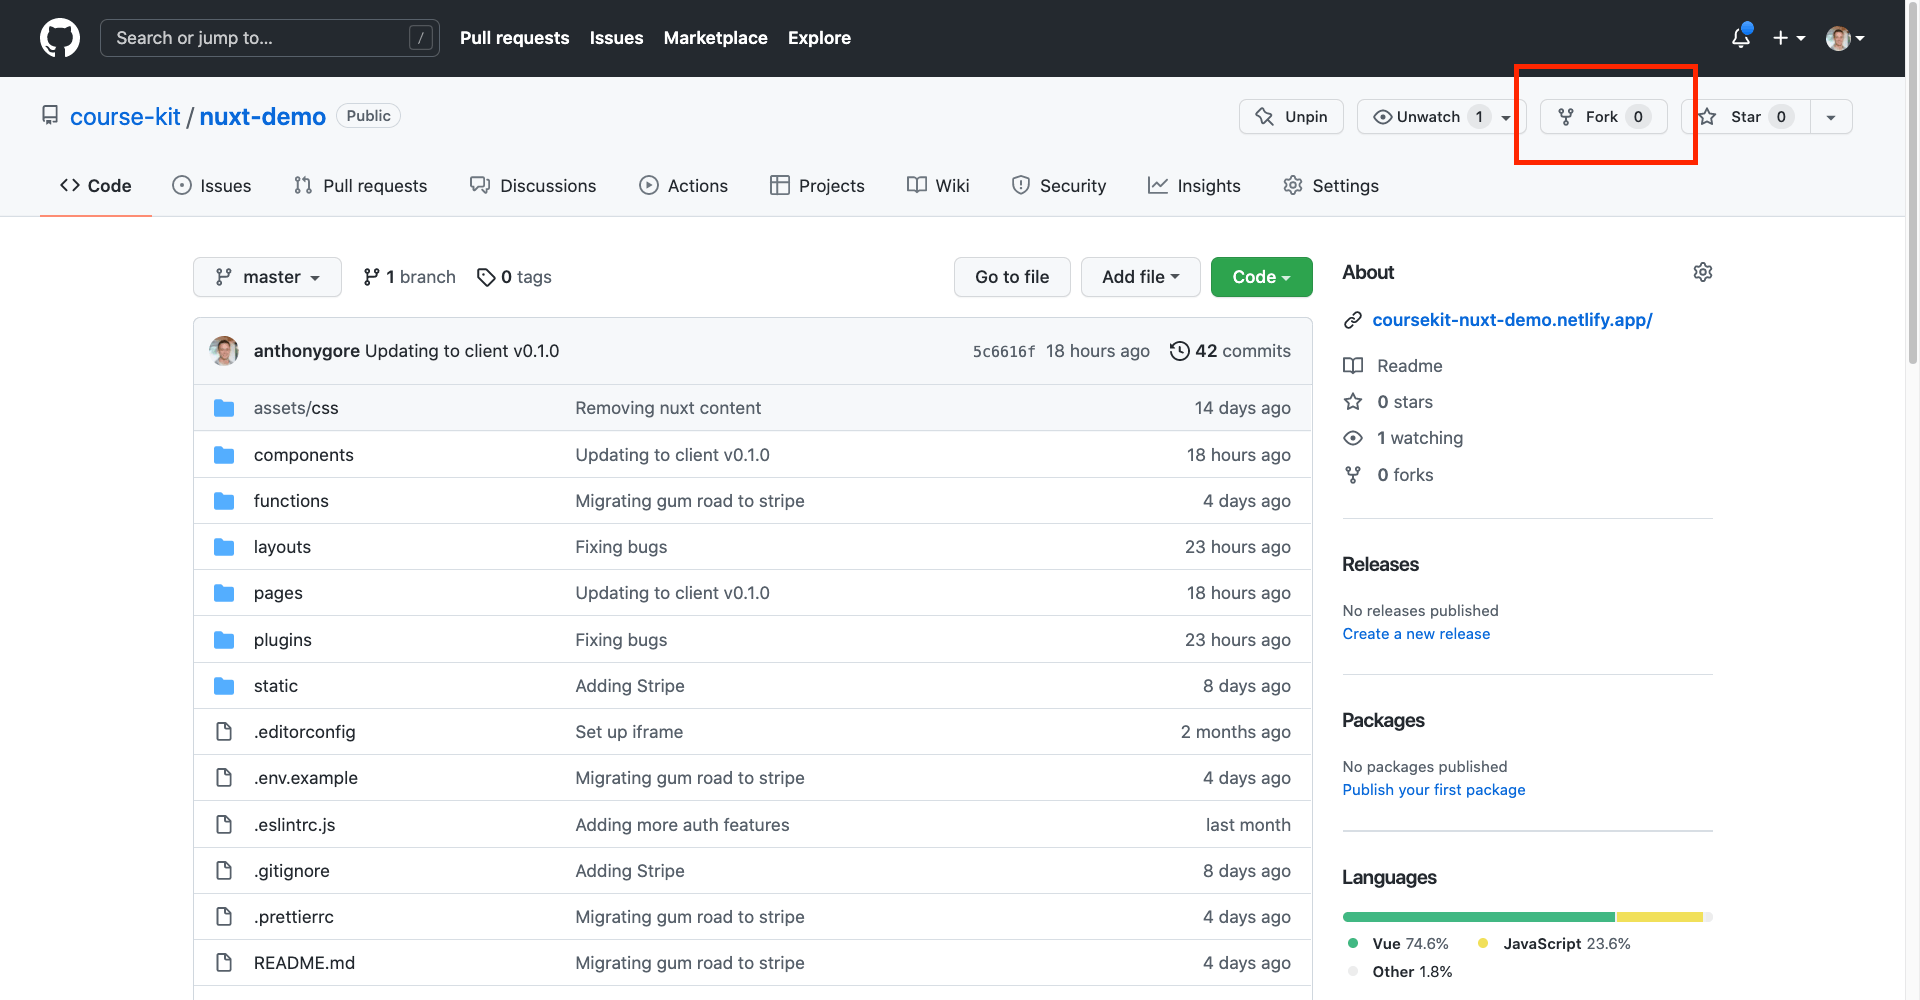 Search or jump to... /
Pull requests Issues Marketplace Explore
course-kit / nuxt-demo Public
Unpin Unwatch 1 Fork 0 Star 0
Code Issues Pull requests Discussions Actions Projects Wiki Security Insights Settings
master 1 branch 0 tags
Go to file Add file Code
anthonygore Updating to client v0.1.0 5c6616f 18 hours ago 42 commits
assets/css Removing nuxt content 14 days ago
components Updating to client v0.1.0 18 hours ago
functions Migrating gum road to stripe 4 days ago
layouts Fixing bugs 23 hours ago
pages Updating to client v0.1.0 18 hours ago
plugins Fixing bugs 23 hours ago
static Adding Stripe 8 days ago
.editorconfig Set up iframe 2 months ago
.env.example Migrating gum road to stripe 4 days ago
.eslintrc.js Adding more auth features last month
.gitignore Adding Stripe 8 days ago
.prettierrc Migrating gum road to stripe 4 days ago
README.md Migrating gum road to stripe 4 days ago
About
coursekit-nuxt-demo.netlify.app/
Readme
0 stars
1 watching
0 forks
Releases
No releases published
Create a new release
Packages
No packages published
Publish your first package
Languages
Vue 74.6% JavaScript 23.6%
Other 1.8%